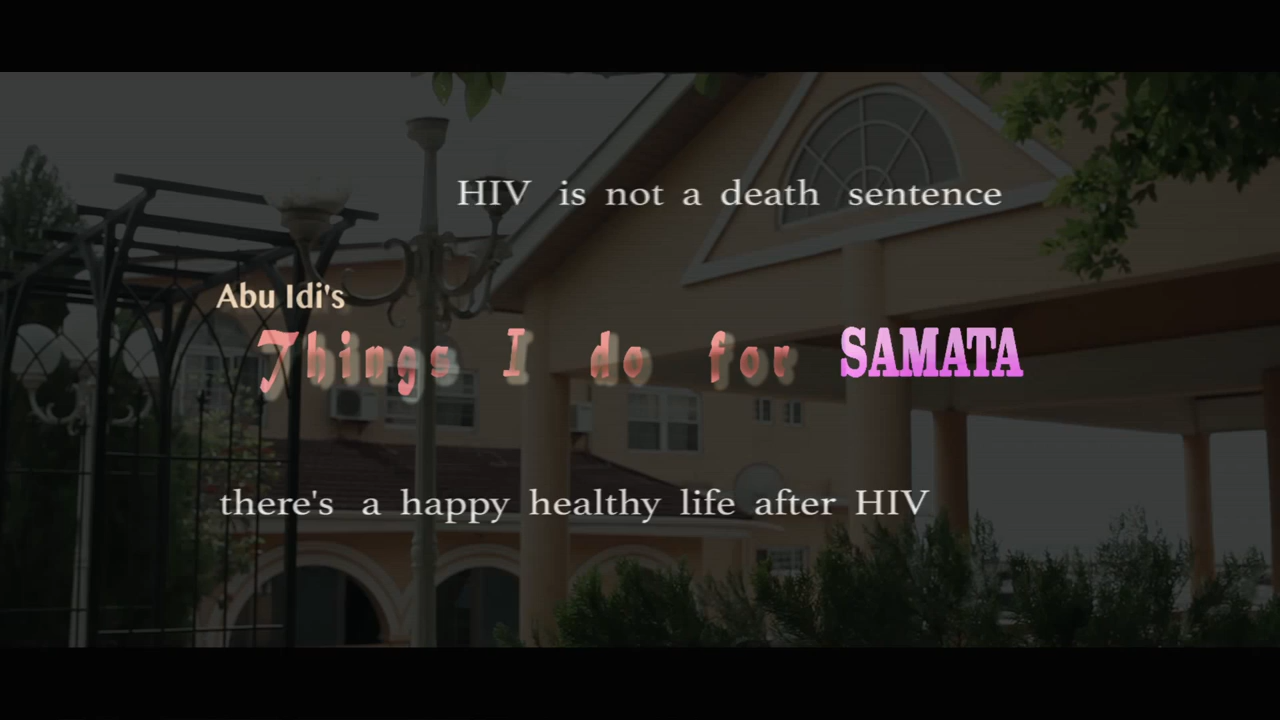 HIV is not a death sentence
Abu Idi's
Things I do for SAMATA
there's a happy healthy life after HIV